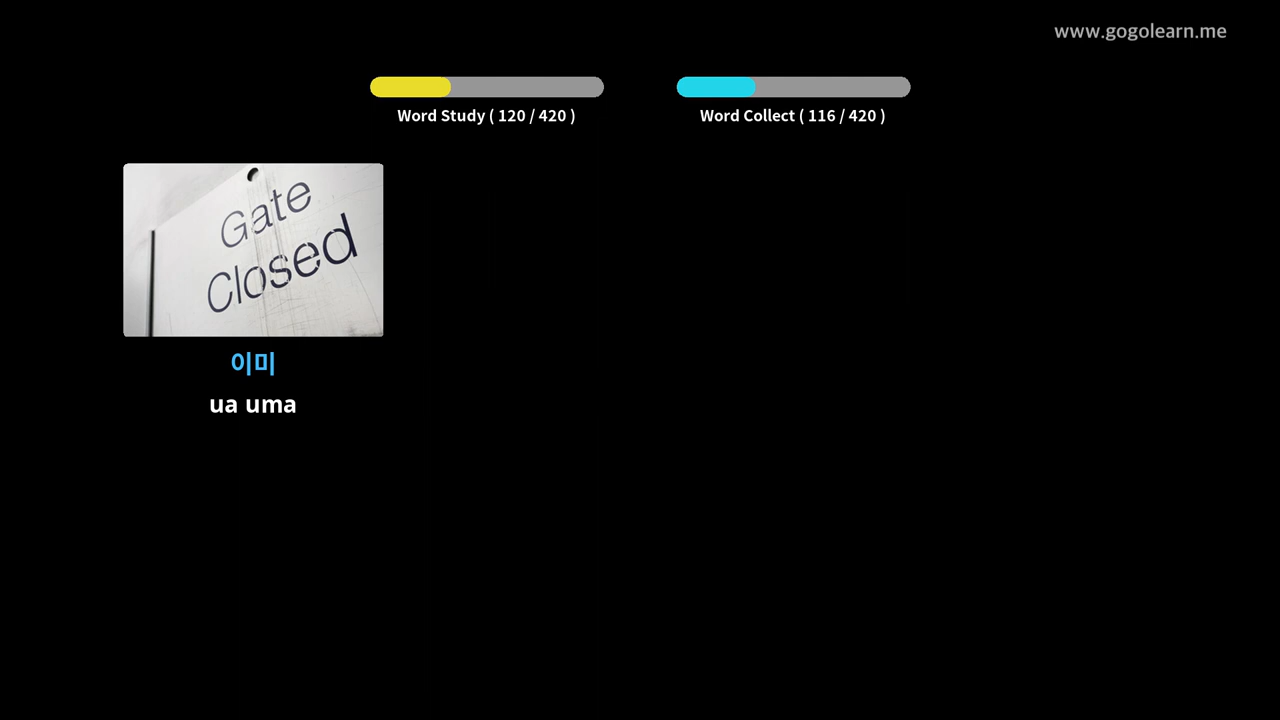 www.gogolearn.me
Word Study ( 120 / 420 )
Word Collect ( 116 / 420 )
Gate
Closed
이미
ua uma